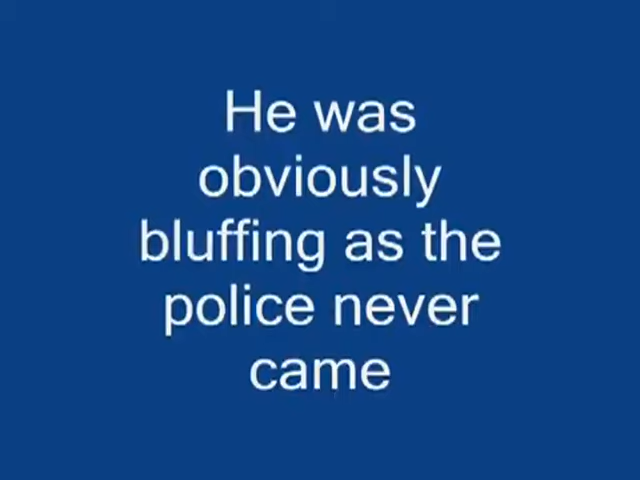 He was
obviously
bluffing as the
police never
came